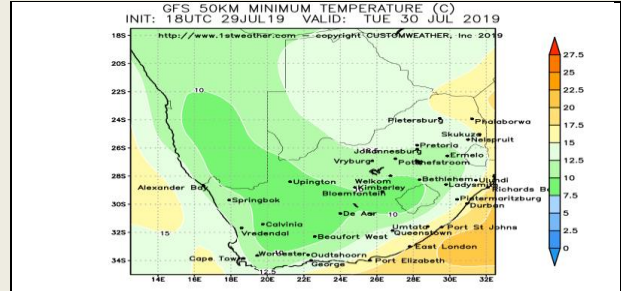 GFS 50KM MINIMUM TEMPERATURE (C)
INIT: 18UTC 29JUL19 VALID: TUE 30 JUL 2019
http://www.1stweather.com — copyright CUSTOMWEATHER, Inc 2019
18S
20S
22S
24S
26S
28S
30S
32S
34S
10
Pietersburg
Phalaborwa
Skukuza
Nelspruit
Johannesburg
Pretoria
Vryburg
Potchefstroom
Ermelo
Upington
Welkom
Bethlehem
Ulundi
Alexander Bay
Kimberley
Ladysmith
Richards B
Springbok
Bloemfontein
Pietermaritzburg
De Aar
10
Durban
Calvinia
Umtata
Port St Johns
15
Vredendal
Beaufort West
Queenstown
East London
Cape Town
Worchester
10
Oudtshoorn
George
Port Elizabeth
12.5
14E
16E
18E
20E
22E
24E
26E
28E
30E
32E
27.5
25
22.5
20
17.5
15
12.5
10
7.5
5
2.5
0